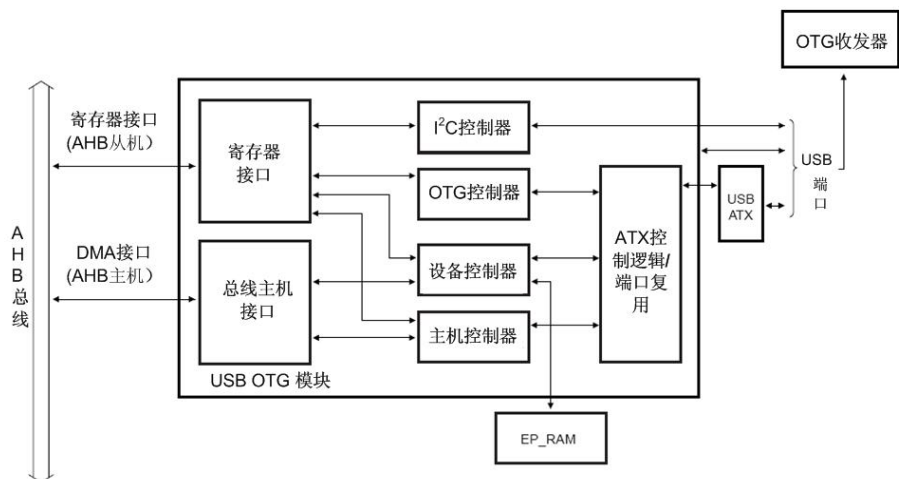 OTG收发器
寄存器接口
(AHB从机)
寄存器
接口
I²C控制器
OTG控制器
USB
端
口
USB
ATX
A
H
B
总
线
DMA接口
(AHB主机)
总线主机
接口
设备控制器
主机控制器
ATX控
制逻辑/
端口复
用
USB OTG 模块
EP_RAM